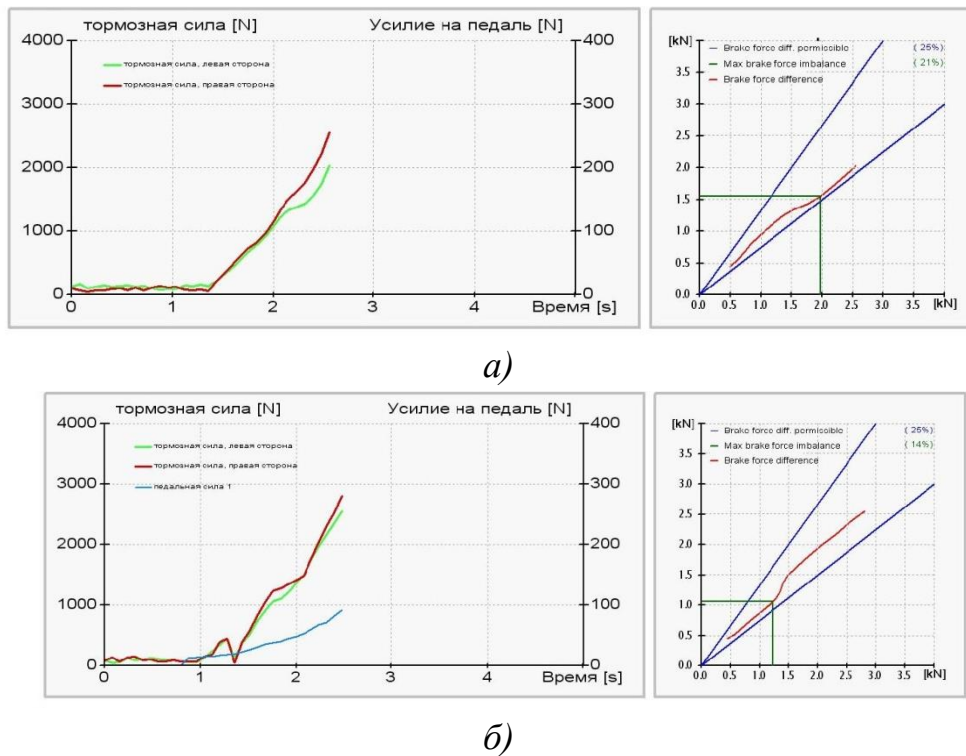 тормозная сила [N] Усилие на педаль [N]
4000 400
тормозная сила, левая сторона
тормозная сила, правая сторона
3000 300
2000 200
1000 100
0 0
0 1 2 3 4 Время [s]
[kN]
Brake force diff. permissible ( 25%)
Max brake force imbalance ( 21%)
Brake force difference
3.5
3.0
2.5
2.0
1.5
1.0
0.5
0.0
0.0 0.5 1.0 1.5 2.0 2.5 3.0 3.5 [kN]
а)
тормозная сила [N] Усилие на педаль [N]
4000 400
тормозная сила, левая сторона
тормозная сила, правая сторона
педальная сила 1
3000 300
2000 200
1000 100
0 0
0 1 2 3 4 Время [s]
[kN]
Brake force diff. permissible ( 25%)
Max brake force imbalance ( 14%)
Brake force difference
3.5
3.0
2.5
2.0
1.5
1.0
0.5
0.0
0.0 0.5 1.0 1.5 2.0 2.5 3.0 3.5 [kN]
б)